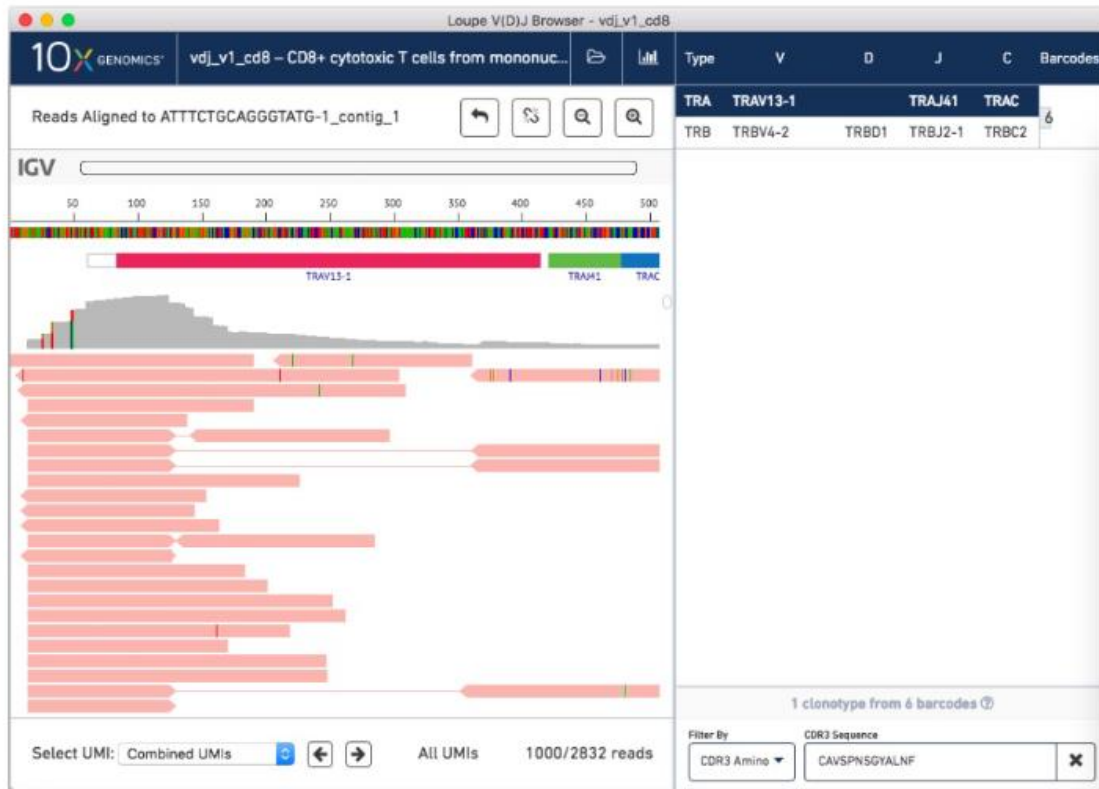 Loupe V(D)J Browser - vdj_v1_cd8
10X GENOMICS
vdj_v1_cd8 – CD8+ cytotoxic T cells from mononuc...
Type V D J C Barcodes
TRA TRAV13-1 TRAJ41 TRAC
6
TRB TRBV4-2 TRBD1 TRBJ2-1 TRBC2
Reads Aligned to ATTTCTGCAGGGTATG-1_contig_1
IGV
50 100 150 200 250 300 350 400 450 500
TRAV13-1 TRAJ41 TRAC
0
1 clonotype from 6 barcodes ?
Filter By CDR3 Sequence
CDR3 Amino CAVSPNSGYALNF
Select UMI: Combined UMIs All UMIs 1000/2832 reads